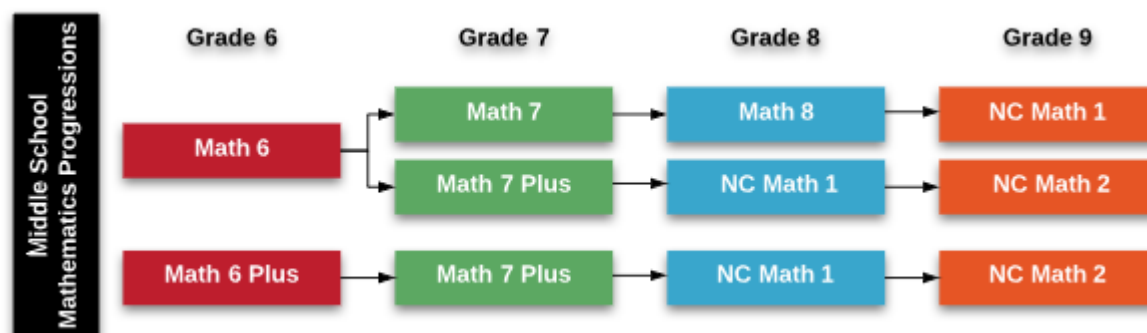 Middle School
Mathematics Progressions
Grade 6
Grade 7
Grade 8
Grade 9
Math 6
Math 7
Math 8
NC Math 1
Math 7 Plus
NC Math 1
NC Math 2
Math 6 Plus
Math 7 Plus
NC Math 1
NC Math 2